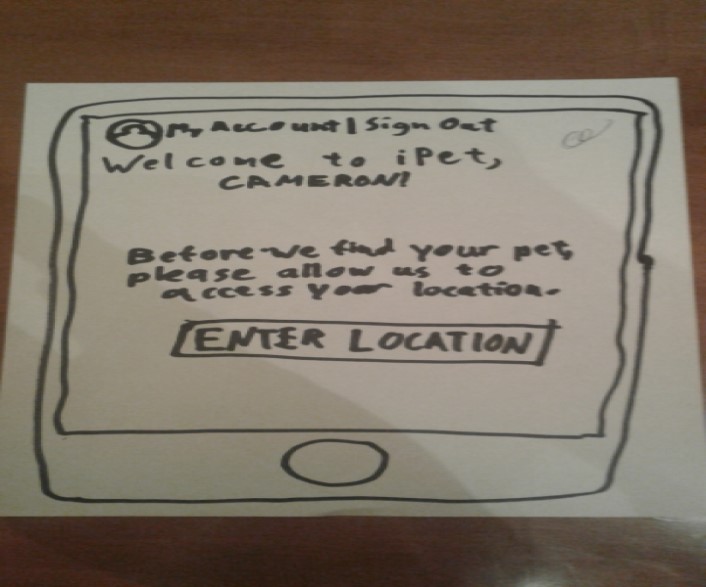 My Account | Sign Out
Welcome to iPet,
CAMERON!
Before we find your pet,
please allow us to
access your location.
ENTER LOCATION